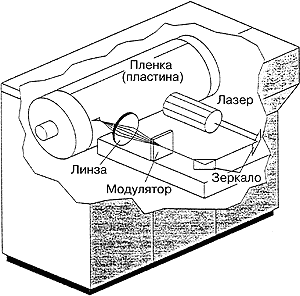 Пленка
(пластина)
Лазер
Линза
Модулятор
Зеркало